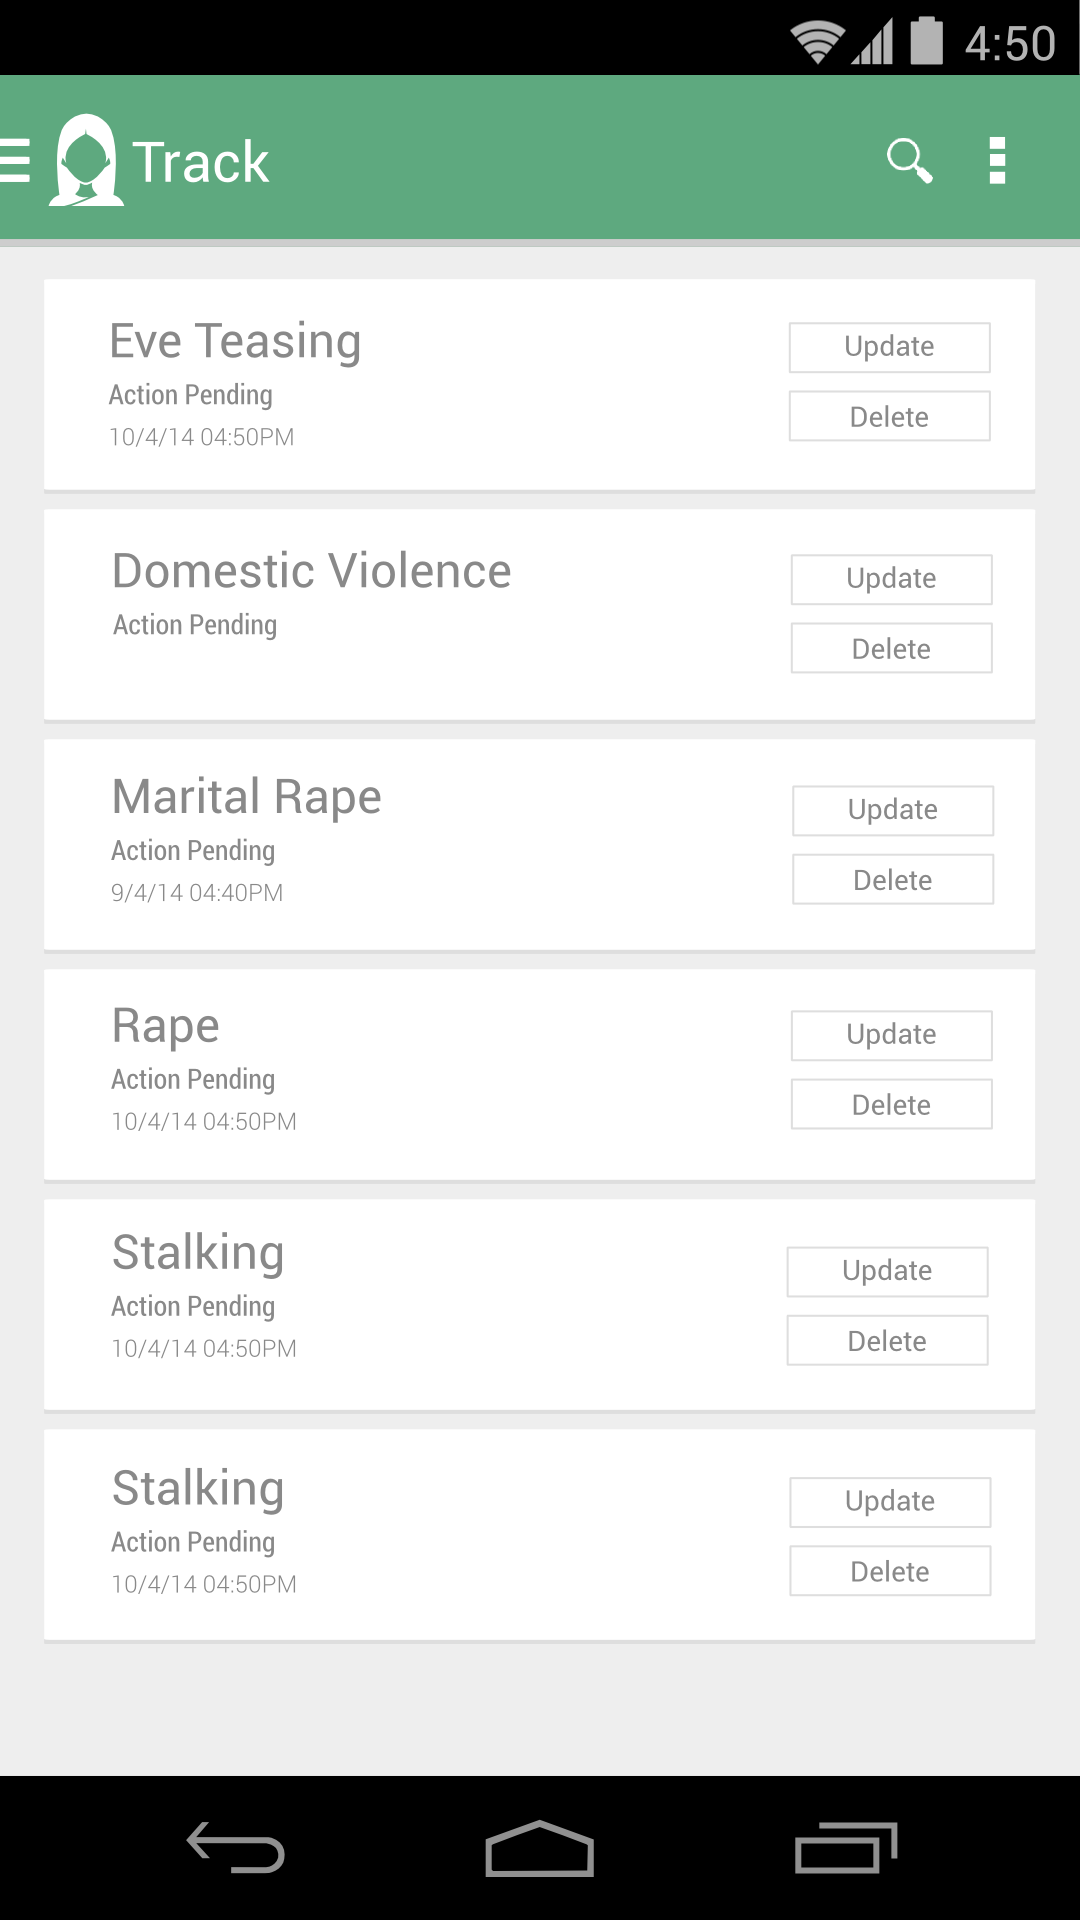 4:50
Track
Eve Teasing
Update
Action Pending
Delete
10/4/14 04:50PM
Domestic Violence
Update
Action Pending
Delete
Marital Rape
Update
Action Pending
Delete
9/4/14 04:40PM
Rape
Update
Action Pending
Delete
10/4/14 04:50PM
Stalking
Update
Action Pending
Delete
10/4/14 04:50PM
Stalking
Update
Action Pending
Delete
10/4/14 04:50PM